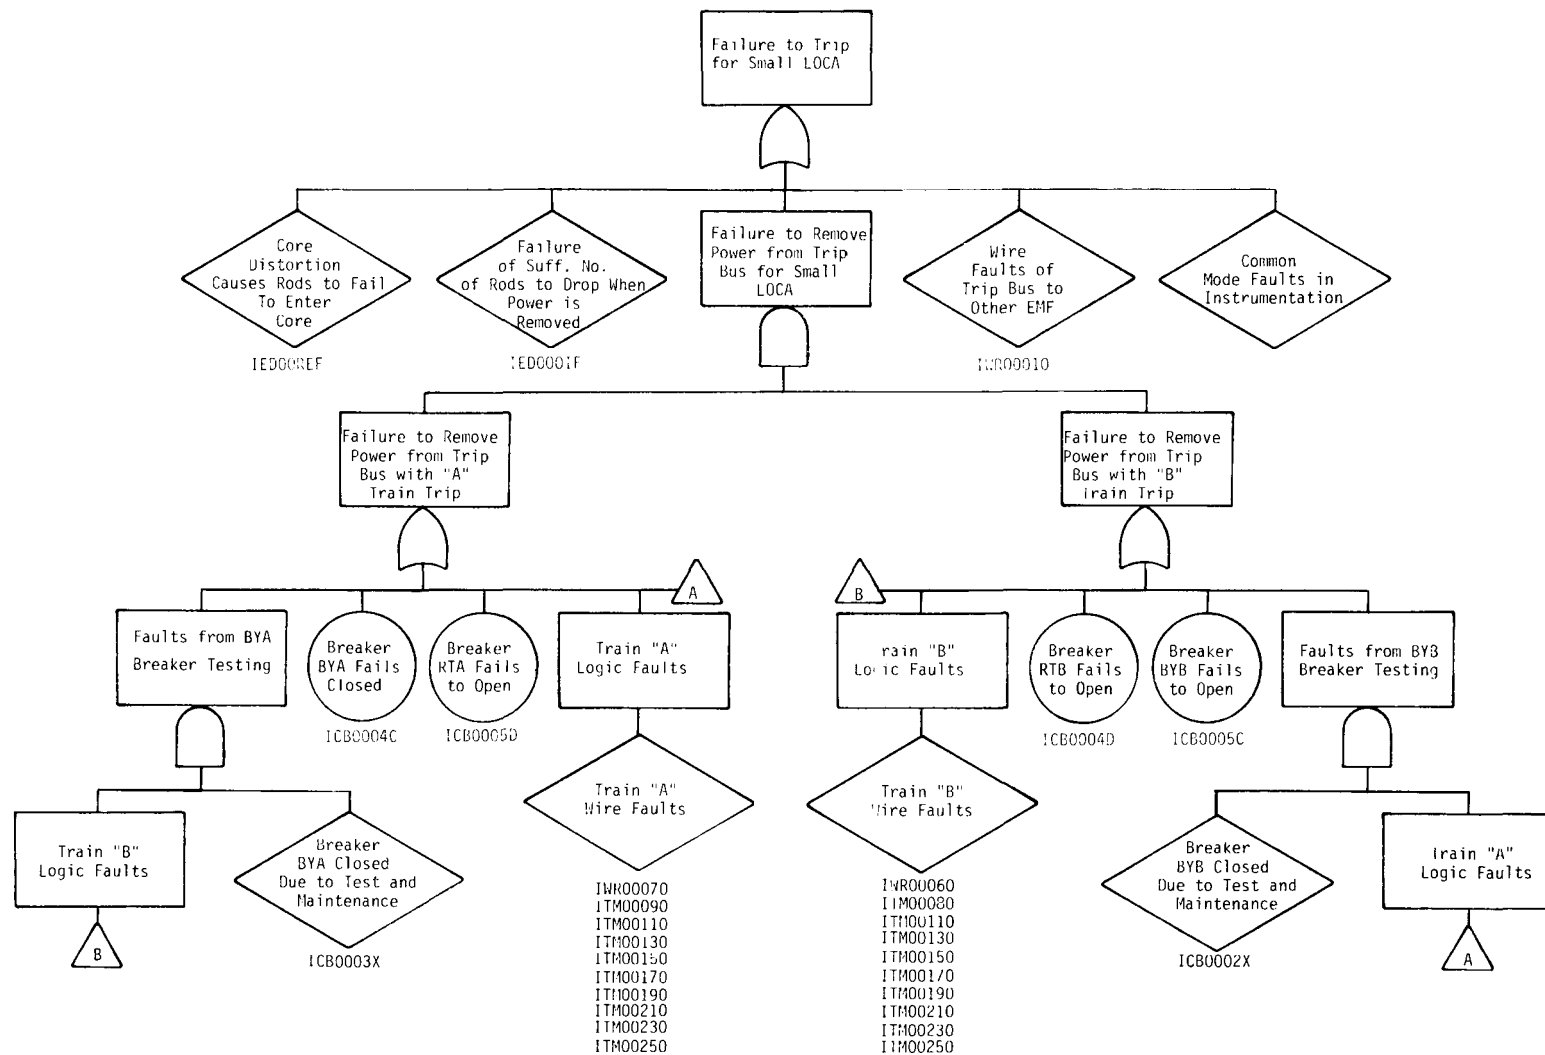 Failure to Trip
for Small LOCA
Core
Distortion
Causes Rods to Fail
To Enter
Core
IED00REF
Failure
of Suff. No.
of Rods to Drop When
Power is
Removed
IED0001F
Failure to Remove
Power from Trip
Bus for Small
LOCA
Wire
Faults of
Trip Bus to
Other EMF
IWR00010
Common
Mode Faults in
Instrumentation
Failure to Remove
Power from Trip
Bus with "A"
Train Trip
Failure to Remove
Power from Trip
Bus with "B"
Train Trip
A
B
Faults from BYA
Breaker Testing
Breaker
BYA Fails
Closed
ICB0004C
Breaker
RTA Fails
to Open
ICB0005D
Train "A"
Logic Faults
Train "B"
Logic Faults
Breaker
RTB Fails
to Open
ICB0004D
Breaker
BYB Fails
to Open
ICB0005C
Faults from BYB
Breaker Testing
Train "B"
Logic Faults
B
Breaker
BYA Closed
Due to Test and
Maintenance
ICB0003X
Train "A"
Wire Faults
IWR00070
ITM00090
ITM00110
ITM00130
ITM00150
ITM00170
ITM00190
ITM00210
ITM00230
ITM00250
Train "B"
Wire Faults
IWR00060
ITM00080
ITM00110
ITM00130
ITM00150
ITM00170
ITM00190
ITM00210
ITM00230
ITM00250
Breaker
BYB Closed
Due to Test and
Maintenance
ICB0002X
Train "A"
Logic Faults
A